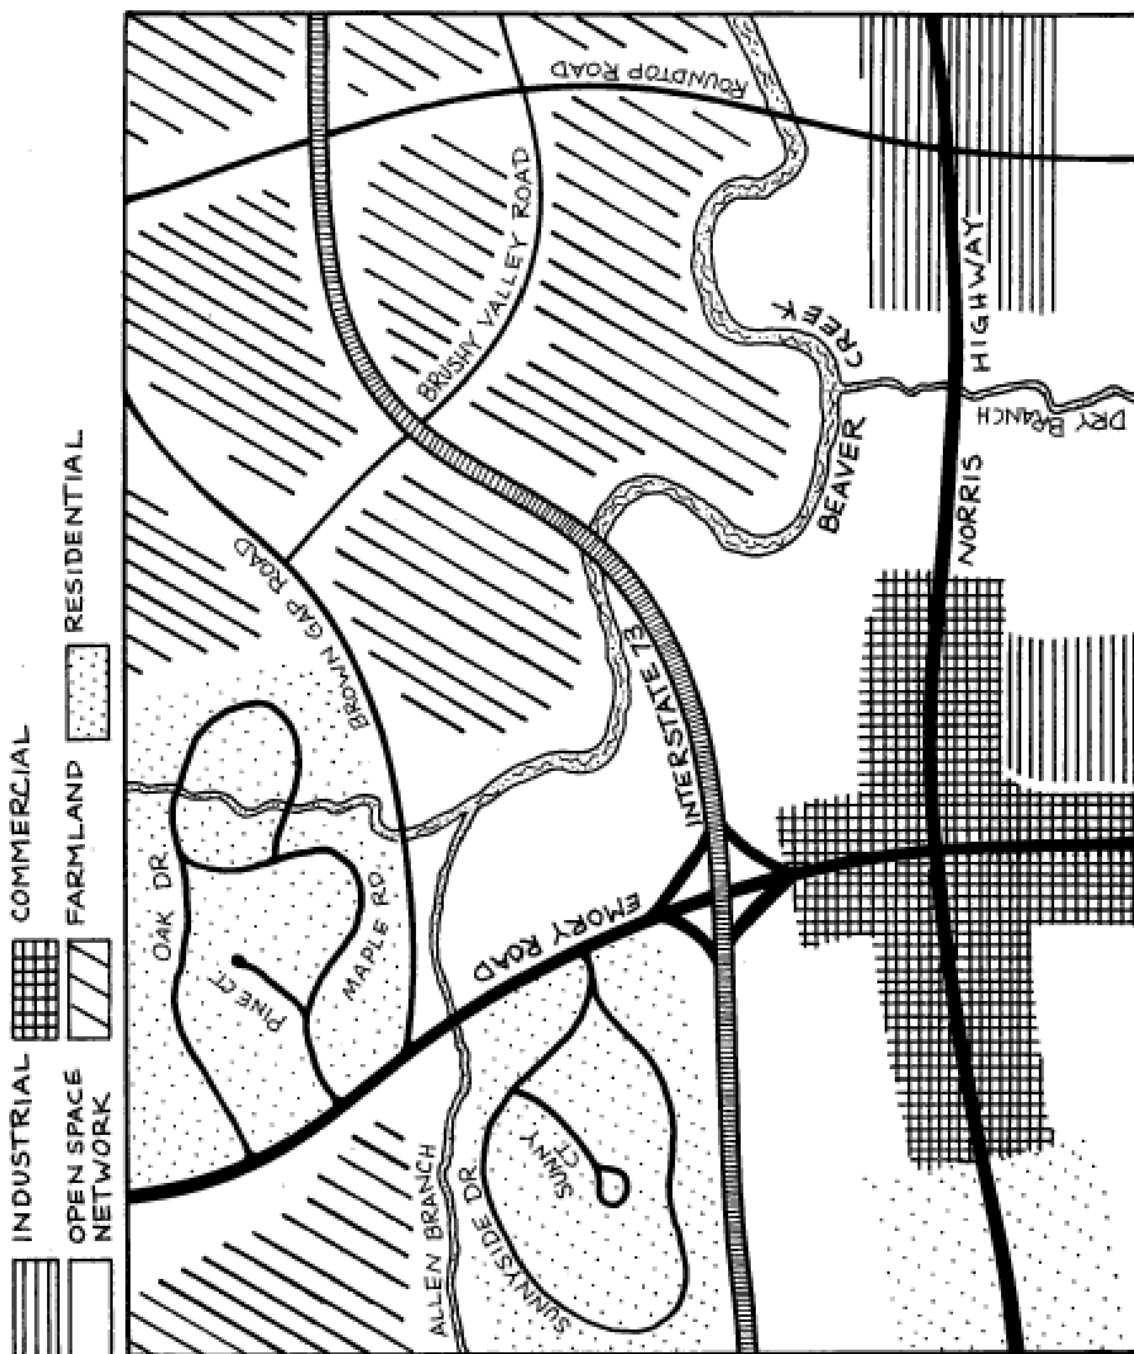 INDUSTRIAL
COMMERCIAL
RESIDENTIAL
OPEN SPACE
NETWORK
FARMLAND
ROUNDTOP ROAD
BRUSHY VALLEY ROAD
BROWN GAP ROAD
INTERSTATE 73
BEAVER CREEK
NORRIS HIGHWAY
DRY BRANCH
OAK DR.
MAPLE RD.
PINE CT.
EMORY ROAD
ALLEN BRANCH
SUNNYSIDE DR.
SUNNY
CT.